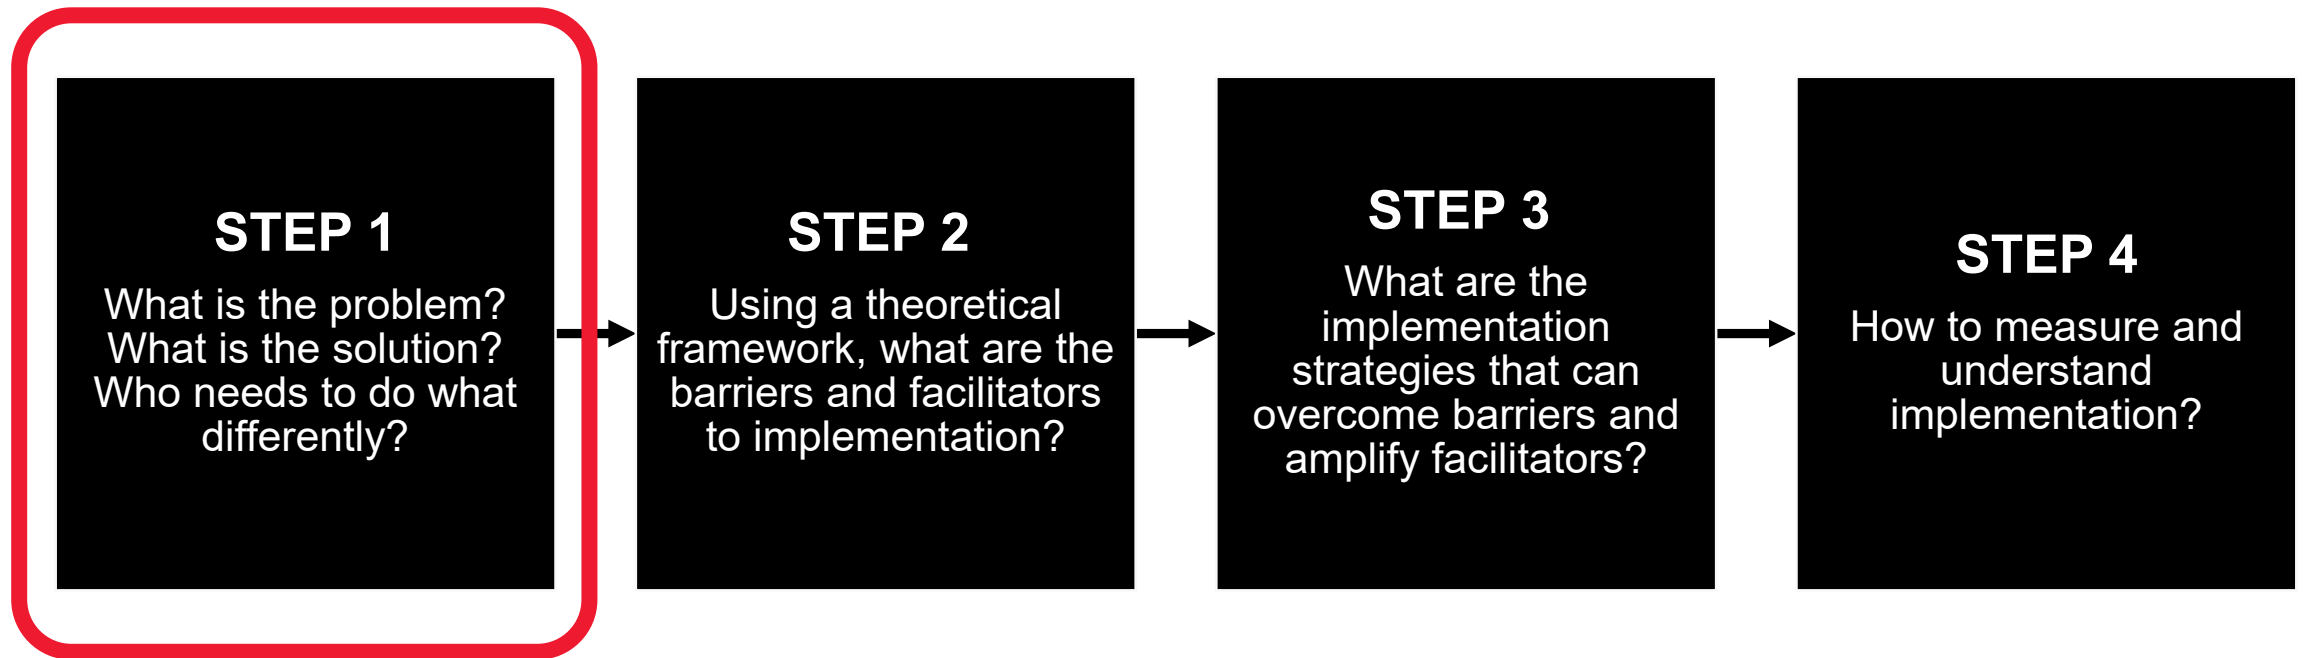 STEP 1
What is the problem?
What is the solution?
Who needs to do what
differently?
STEP 2
Using a theoretical
framework, what are the
barriers and facilitators
to implementation?
STEP 3
What are the
implementation
strategies that can
overcome barriers and
amplify facilitators?
STEP 4
How to measure and
understand
implementation?